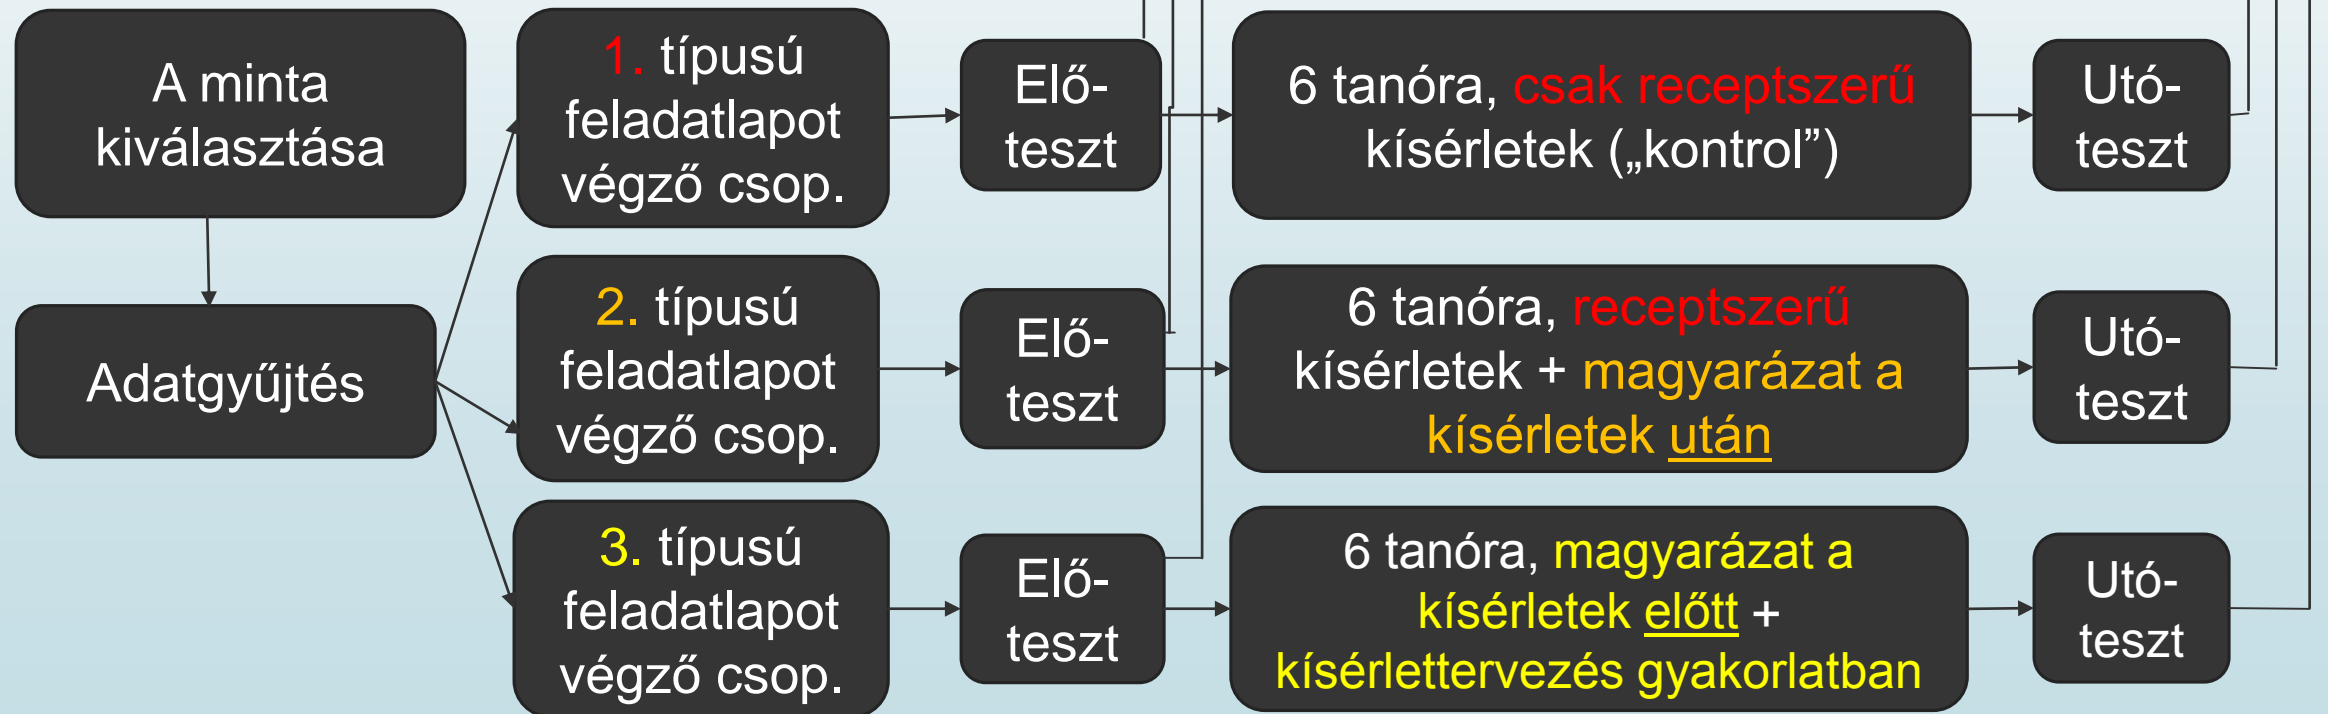 A minta
kiválasztása
Adatgyűjtés
1. típusú
feladatlapot
végző csop.
Elő-
teszt
6 tanóra, csak receptszerű
kísérletek („kontrol”)
Utó-
teszt
2. típusú
feladatlapot
végző csop.
Elő-
teszt
6 tanóra, receptszerű
kísérletek + magyarázat a
kísérletek után
Utó-
teszt
3. típusú
feladatlapot
végző csop.
Elő-
teszt
6 tanóra, magyarázat a
kísérletek előtt +
kísérlettervezés gyakorlatban
Utó-
teszt